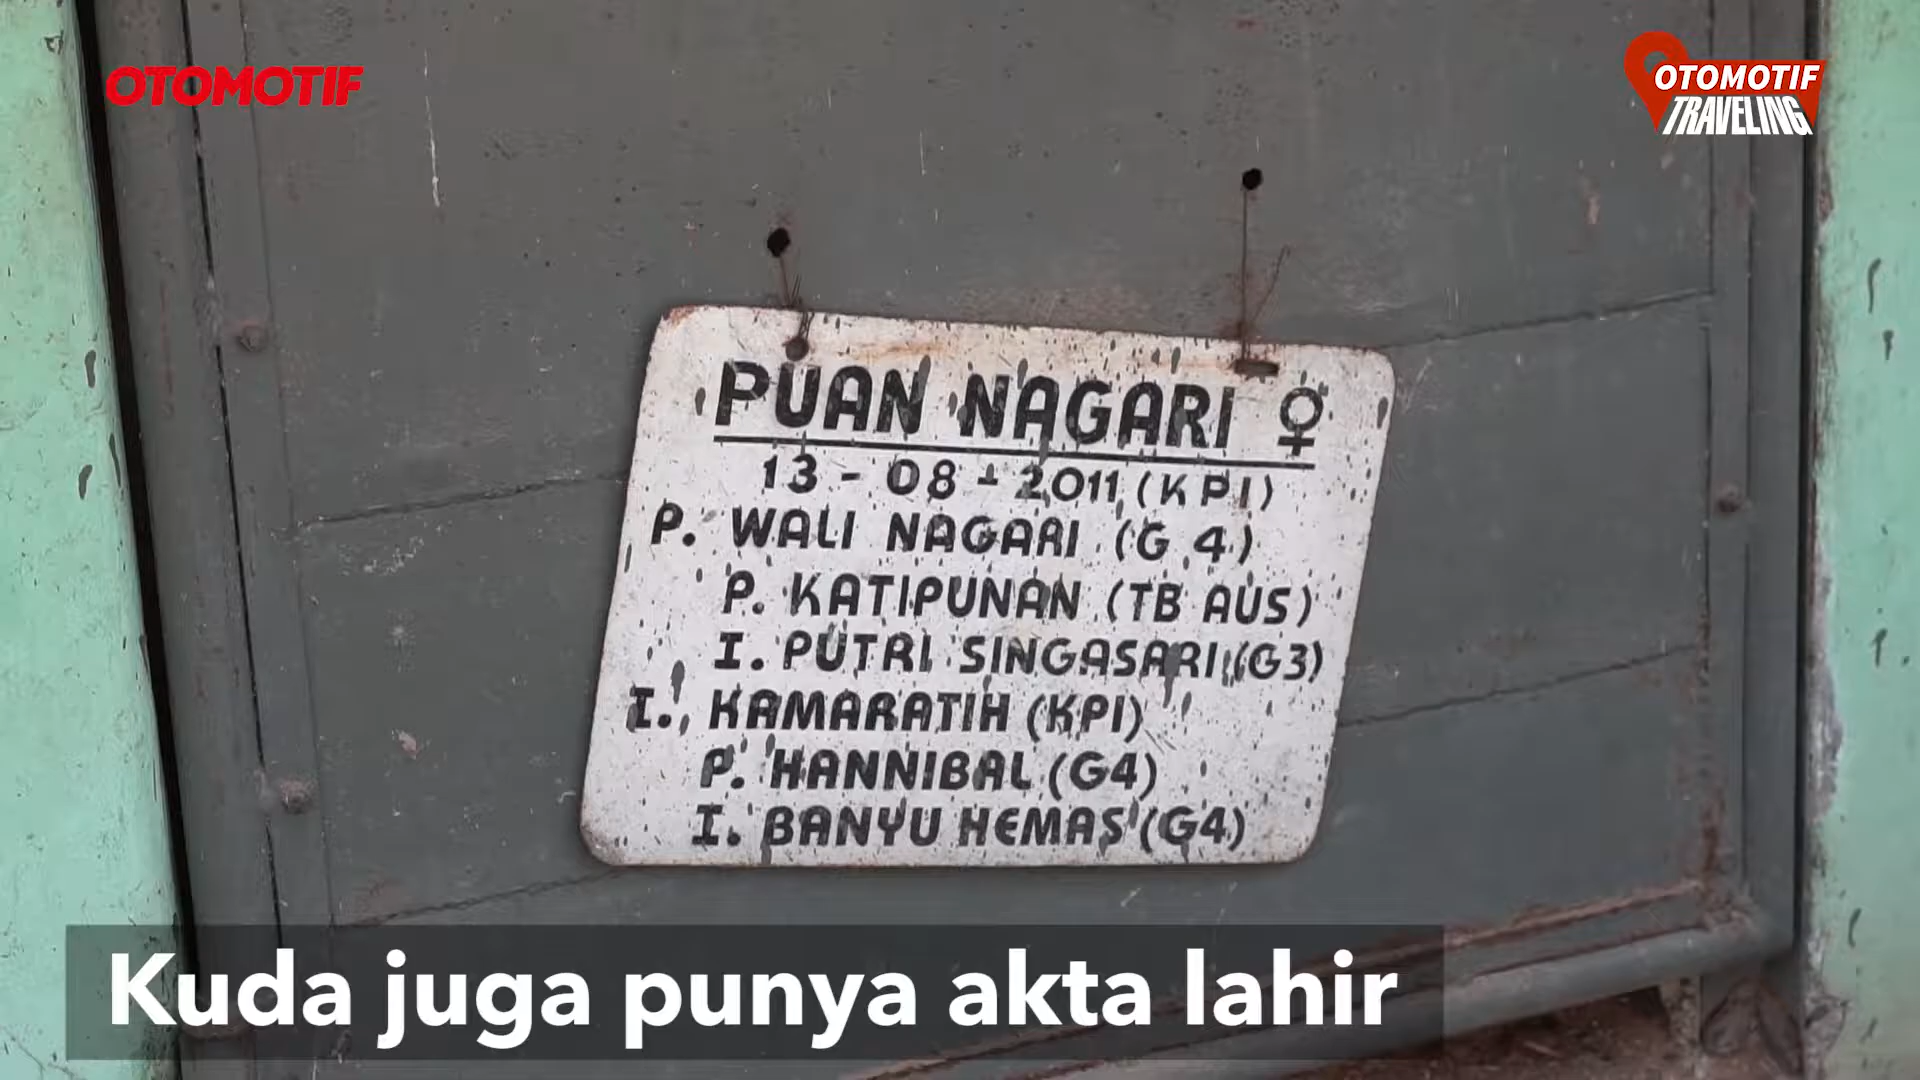 OTOMOTIF
OTOMOTIF
TRAVELING
PUAN NAGARI ♀
13 - 08 - 2011 (KPI)
P. WALI NAGARI (G 4)
P. KATIPUNAN (TB AUS)
I. PUTRI SINGASARI (G3)
I. KAMARATIH (KPI)
P. HANNIBAL (G4)
I. BANYU HEMAS (G4)
Kuda juga punya akta lahir